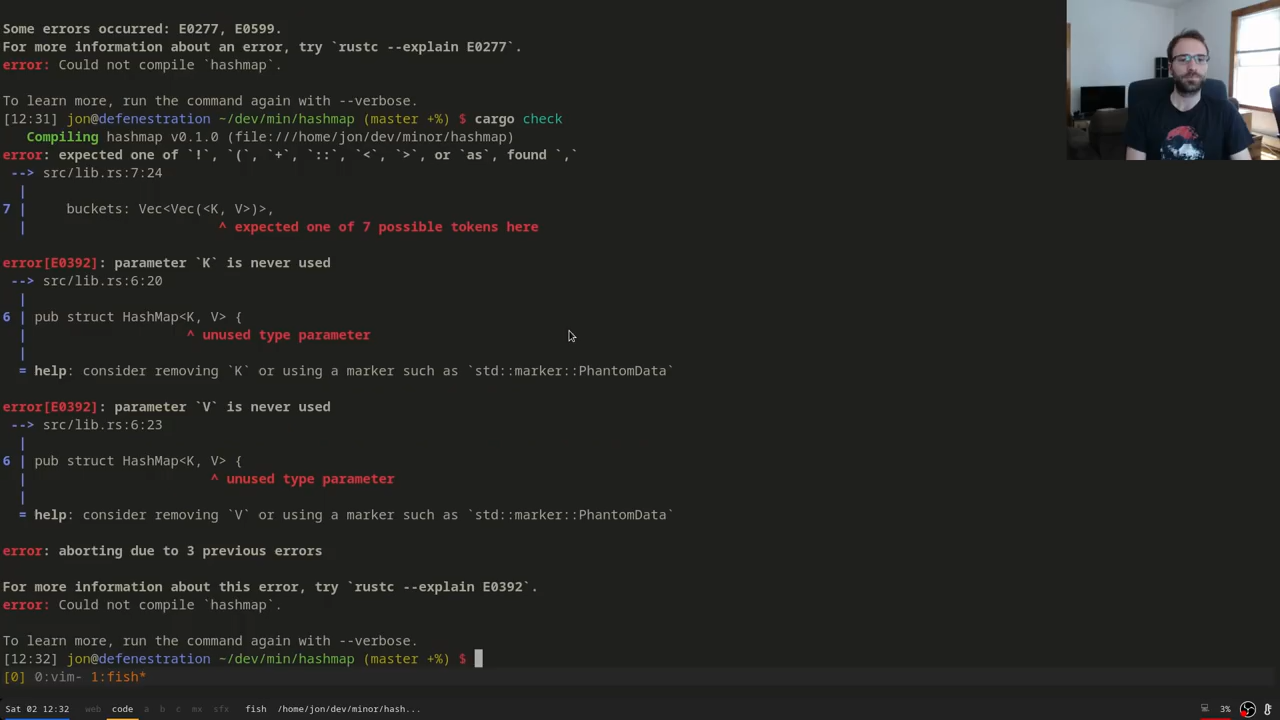 Some errors occurred: E0277, E0599.
For more information about an error, try `rustc --explain E0277`.
error: Could not compile `hashmap`.
To learn more, run the command again with --verbose.
[12:31] jon@defenestration ~/dev/min/hashmap (master +%) $ cargo check
Compiling hashmap v0.1.0 (file:///home/jon/dev/minor/hashmap)
error: expected one of `!`, `(`, `+`, `::`, `<`, `>`, or `as`, found `,`
--> src/lib.rs:7:24
|
7 |     buckets: Vec<Vec(<K, V>)>,
|                        ^ expected one of 7 possible tokens here
error[E0392]: parameter `K` is never used
--> src/lib.rs:6:20
|
6 | pub struct HashMap<K, V> {
|                    ^ unused type parameter
|
= help: consider removing `K` or using a marker such as `std::marker::PhantomData`
error[E0392]: parameter `V` is never used
--> src/lib.rs:6:23
|
6 | pub struct HashMap<K, V> {
|                       ^ unused type parameter
|
= help: consider removing `V` or using a marker such as `std::marker::PhantomData`
error: aborting due to 3 previous errors
For more information about this error, try `rustc --explain E0392`.
error: Could not compile `hashmap`.
To learn more, run the command again with --verbose.
[12:32] jon@defenestration ~/dev/min/hashmap (master +%) $
[0] 0:vim- 1:fish*
Sat 02 12:32 web code a b c mx sfx fish /home/jon/dev/minor/hash... 3%